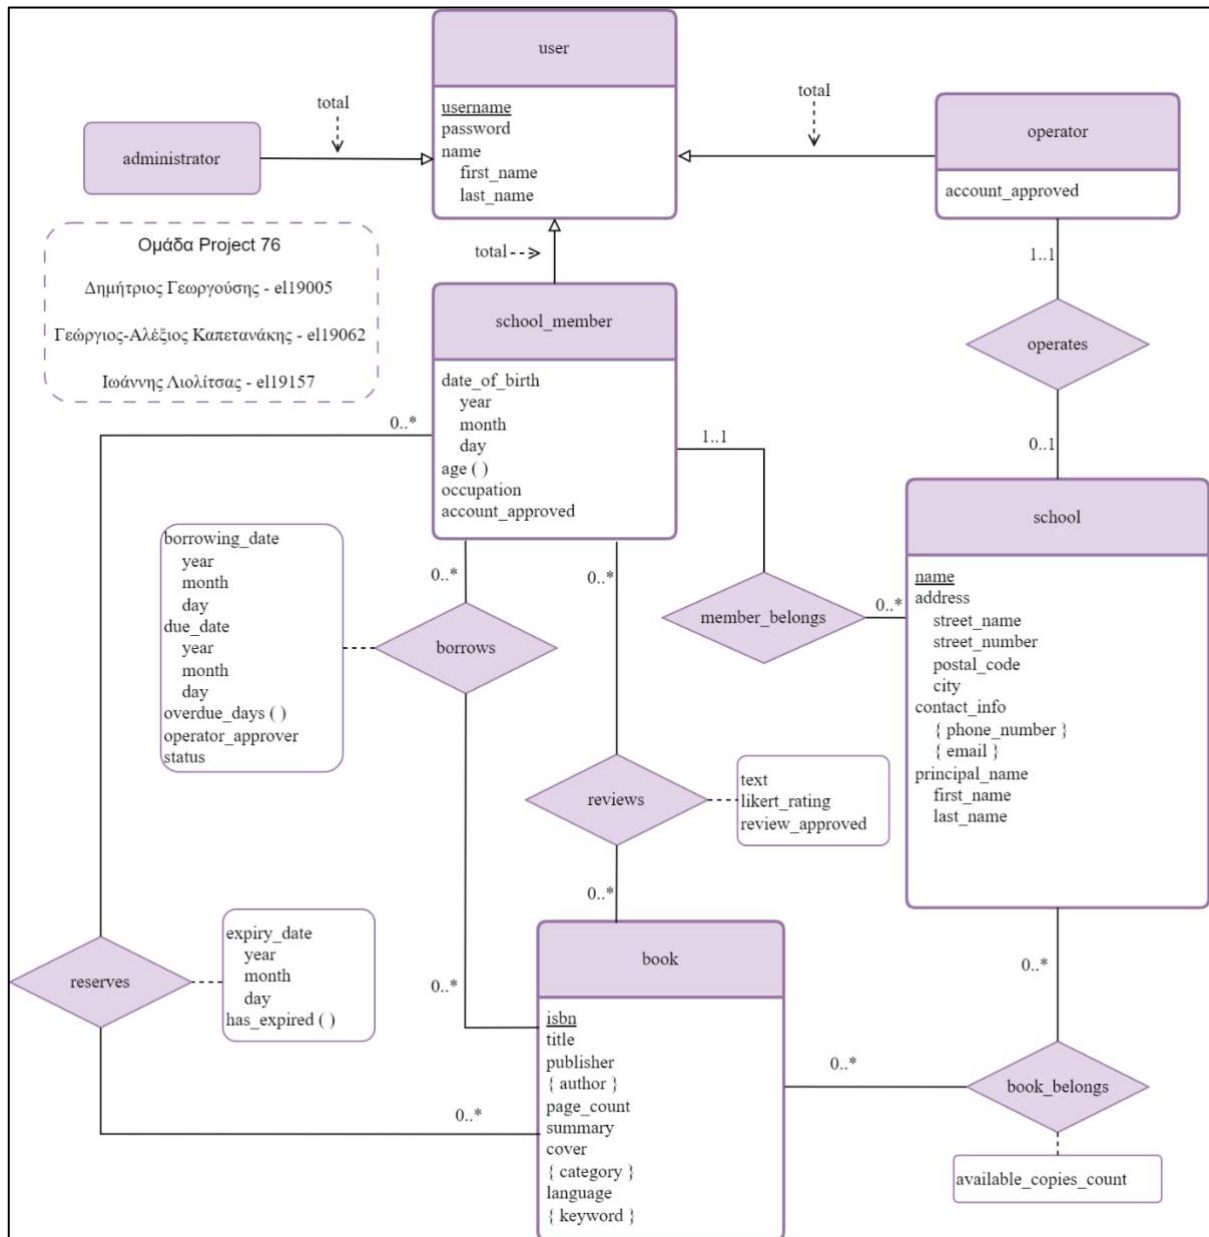 user
username
password
name
first_name
last_name
total
administrator
total
operator
account_approved
Ομάδα Project 76
Δημήτριος Γεωργούσης - el19005
Γεώργιος-Αλέξιος Καπετανάκης - el19062
Ιωάννης Λιολίτσας - el19157
total
school_member
date_of_birth
year
month
day
age ( )
occupation
account_approved
1..1
operates
0..1
0..*
1..1
school
name
address
street_name
street_number
postal_code
city
contact_info
{ phone_number }
{ email }
principal_name
first_name
last_name
borrowing_date
year
month
day
due_date
year
month
day
overdue_days ( )
operator_approver
status
0..*
0..*
borrows
member_belongs
0..*
reviews
text
likert_rating
review_approved
0..*
reserves
expiry_date
year
month
day
has_expired ( )
0..*
0..*
book
isbn
title
publisher
{ author }
page_count
summary
cover
{ category }
language
{ keyword }
0..*
0..*
book_belongs
available_copies_count